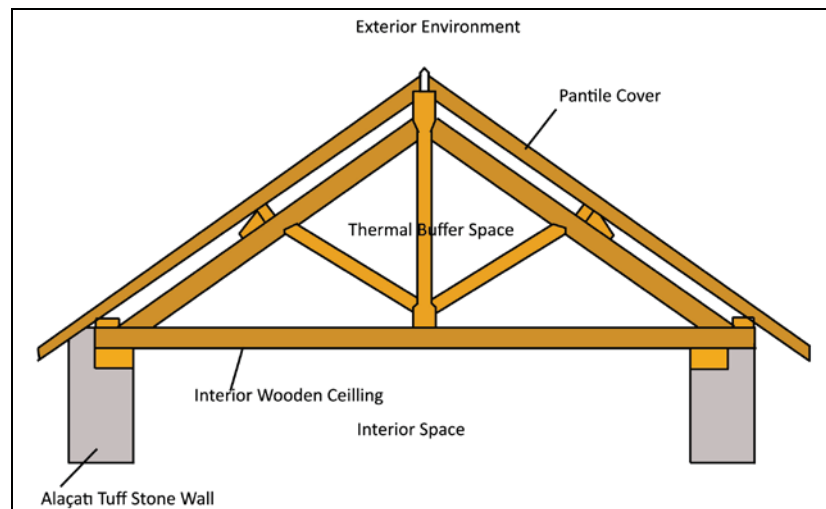 Exterior Environment
Pantile Cover
Thermal Buffer Space
Interior Wooden Ceilling
Interior Space
Alaçatı Tuff Stone Wall